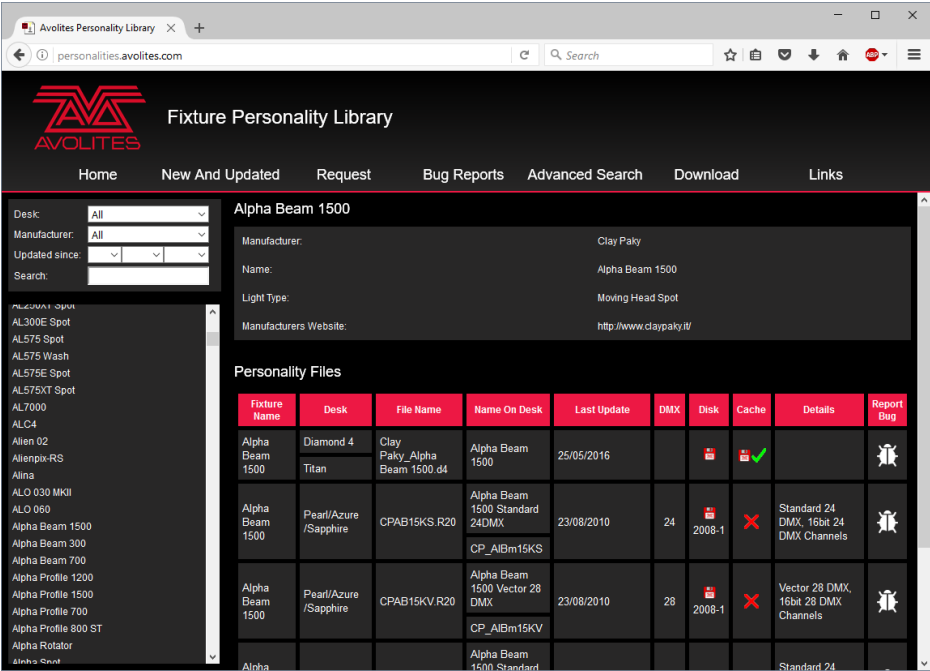 Avolites Personality Library
personalities.avolites.com
Search
ABP
AVOLITES
Fixture Personality Library
Home New And Updated Request Bug Reports Advanced Search Download Links
Desk: All
Manufacturer: All
Updated since:
Search:
AL250XT Spot
AL300E Spot
AL575 Spot
AL575 Wash
AL575E Spot
AL575XT Spot
AL7000
ALC4
Alien 02
Alienpix-RS
Alina
ALO 030 MKII
ALO 060
Alpha Beam 1500
Alpha Beam 300
Alpha Beam 700
Alpha Profile 1200
Alpha Profile 1500
Alpha Profile 700
Alpha Profile 800 ST
Alpha Rotator
Alpha Spot
Alpha Beam 1500
Manufacturer: Clay Paky
Name: Alpha Beam 1500
Light Type: Moving Head Spot
Manufacturers Website: http://www.claypaky.it/
Personality Files
Fixture
Name
Desk
File Name
Name On Desk
Last Update
DMX
Disk
Cache
Details
Report
Bug
Alpha
Beam
1500
Diamond 4
Titan
Clay
Paky_Alpha
Beam 1500.d4
Alpha Beam
1500
25/05/2016
Alpha
Beam
1500
Pearl/Azure
/Sapphire
CPAB15KS.R20
Alpha Beam
1500 Standard
24DMX
CP_AlBm15KS
23/08/2010
24
2008-1
Standard 24
DMX, 16bit 24
DMX Channels
Alpha
Beam
1500
Pearl/Azure
/Sapphire
CPAB15KV.R20
Alpha Beam
1500 Vector 28
DMX
CP_AlBm15KV
23/08/2010
28
2008-1
Vector 28 DMX,
16bit 28 DMX
Channels
Alpha
Alpha Beam
1500 Standard
Standard 24